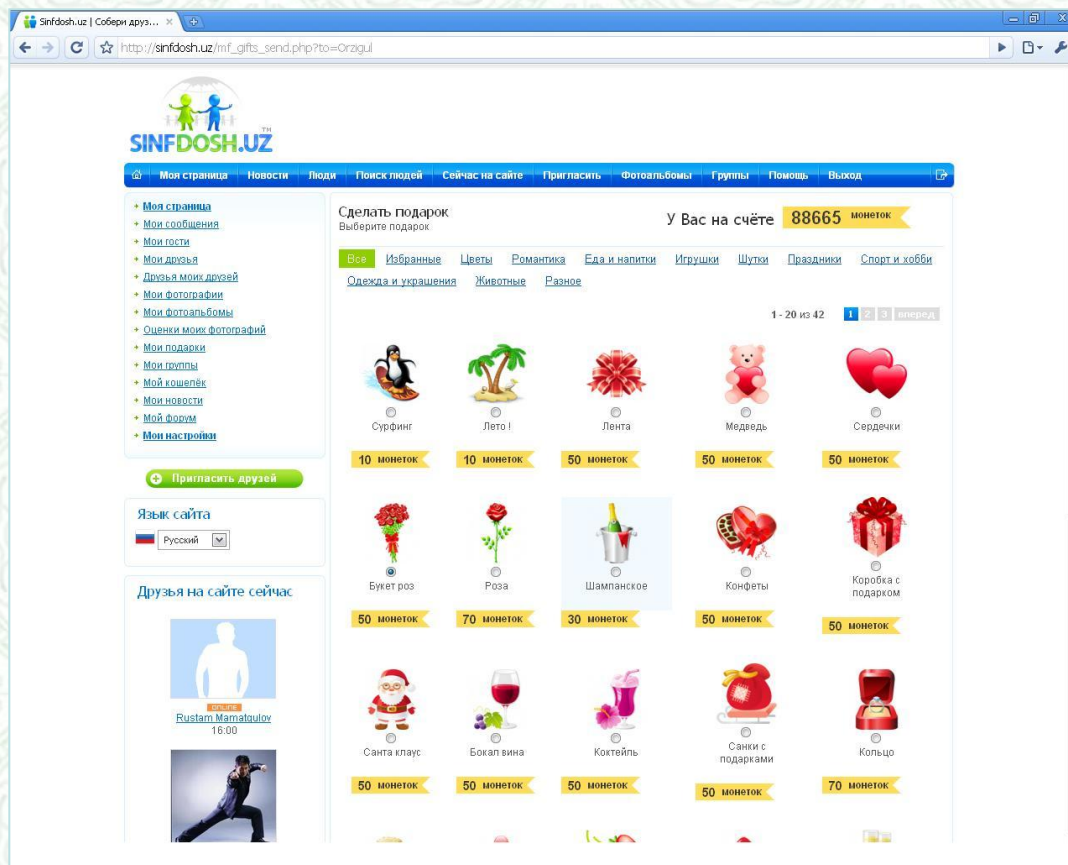 Sinfdosh.uz | Собери друз...
http://sinfdosh.uz/mf_gifts_send.php?to=Orzigul
SINFDOSH.UZ™
Моя страница Новости Люди Поиск людей Сейчас на сайте Пригласить Фотоальбомы Группы Помощь Выход
Моя страница
Мои сообщения
Мои гости
Мои друзья
Друзья моих друзей
Мои фотографии
Мои фотоальбомы
Оценки моих фотографий
Мои подарки
Мои группы
Мой кошелёк
Мои новости
Мой форум
Мои настройки
Пригласить друзей
Язык сайта
Русский
Друзья на сайте сейчас
ONLINE
Rustam Mamatqulov
16:00
Сделать подарок
Выберите подарок
У Вас на счёте 88665 монеток
Все Избранные Цветы Романтика Еда и напитки Игрушки Шутки Праздники Спорт и хобби
Одежда и украшения Животные Разное
1 - 20 из 42 1 2 3 вперед
Сурфинг Лето ! Лента Медведь Сердечки
10 монеток 10 монеток 50 монеток 50 монеток 50 монеток
Букет роз Роза Шампанское Конфеты Коробка с
подарком
50 монеток 70 монеток 30 монеток 50 монеток 50 монеток
Санта клаус Бокал вина Коктейль Санки с
подарками Кольцо
50 монеток 50 монеток 50 монеток 50 монеток 70 монеток